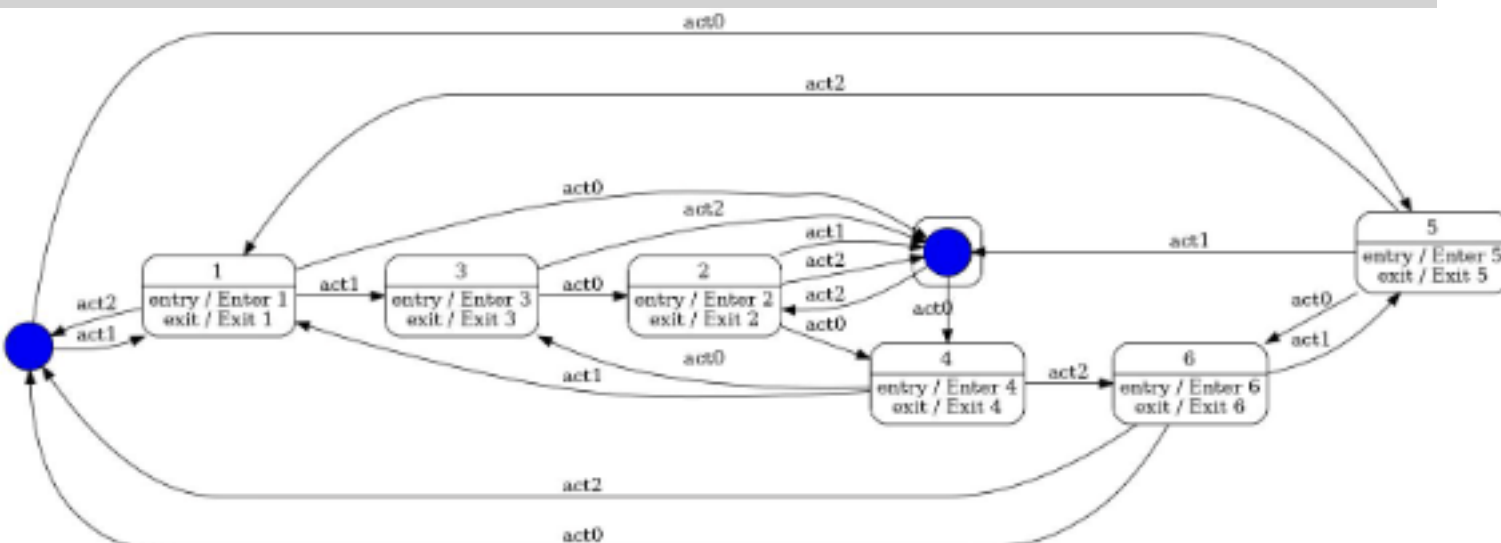 act0
act2
act0
act2
act1
act2
act1
act2
act0
act1
act0
act2
act1
act0
act0
act1
act0
act1
act2
act2
act0
1
entry / Enter 1
exit / Exit 1
3
entry / Enter 3
exit / Exit 3
2
entry / Enter 2
exit / Exit 2
4
entry / Enter 4
exit / Exit 4
6
entry / Enter 6
exit / Exit 6
5
entry / Enter 5
exit / Exit 5